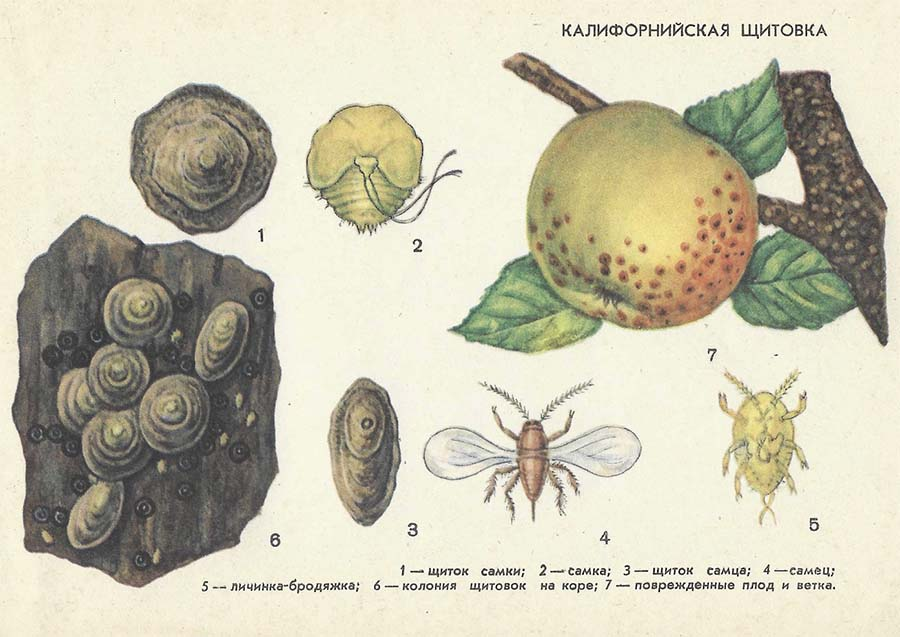 КАЛИФОРНИЙСКАЯ ЩИТОВКА
1
2
7
3
4
5
6
1 — щиток самки; 2 — самка; 3 — щиток самца; 4 — самец;
5 — личинка-бродяжка; 6 — колония щитовок на коре; 7 — поврежденные плод и ветка.